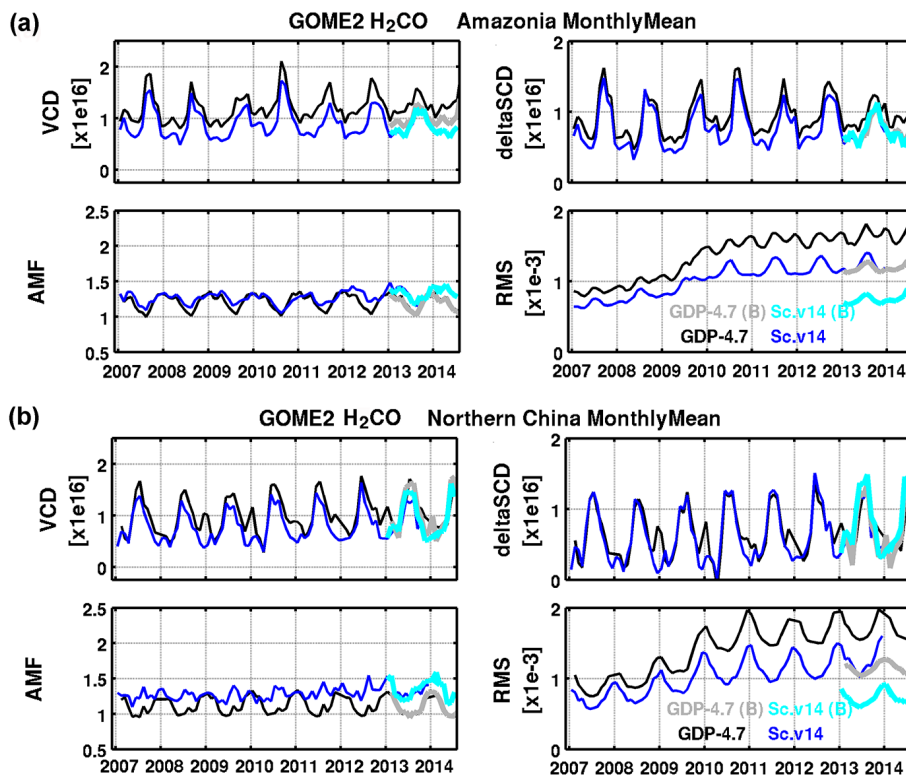 (a)
GOME2 H₂CO Amazonia MonthlyMean
VCD
[x1e16]
2
1
0
deltaSCD
[x1e16]
2
1
0
AMF
2.5
2
1.5
1
0.5
2007 2008 2009 2010 2011 2012 2013 2014
RMS
[x1e-3]
2
1
0
GDP-4.7 (B) Sc.v14 (B)
GDP-4.7 Sc.v14
2007 2008 2009 2010 2011 2012 2013 2014
(b)
GOME2 H₂CO Northern China MonthlyMean
VCD
[x1e16]
2
1
0
deltaSCD
[x1e16]
2
1
0
AMF
2.5
2
1.5
1
0.5
2007 2008 2009 2010 2011 2012 2013 2014
RMS
[x1e-3]
2
1
0
GDP-4.7 (B) Sc.v14 (B)
GDP-4.7 Sc.v14
2007 2008 2009 2010 2011 2012 2013 2014